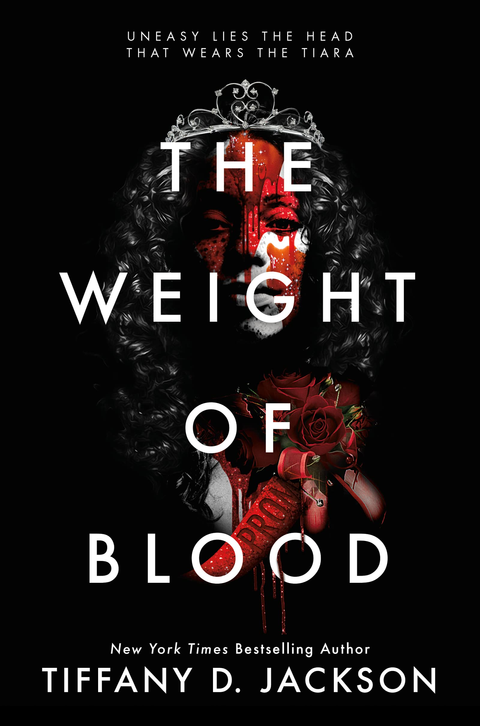 UNEASY LIES THE HEAD
THAT WEARS THE TIARA
THE
WEIGHT
OF
BLOOD
PROM
New York Times Bestselling Author
TIFFANY D. JACKSON